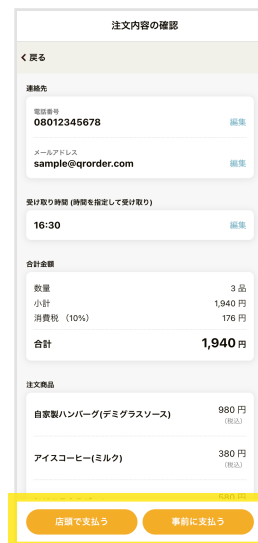 注文内容の確認
戻る
連絡先
電話番号
08012345678 編集
メールアドレス
sample@qrorder.com 編集
受け取り時間 (時間を指定して受け取り)
16:30 編集
合計金額
数量 3 品
小計 1,940 円
消費税 (10%) 176 円
合計 1,940 円
注文商品
自家製ハンバーグ(デミグラスソース) 980 円
(税込)
アイスコーヒー(ミルク) 380 円
(税込)
580 円
店頭で支払う 事前に支払う